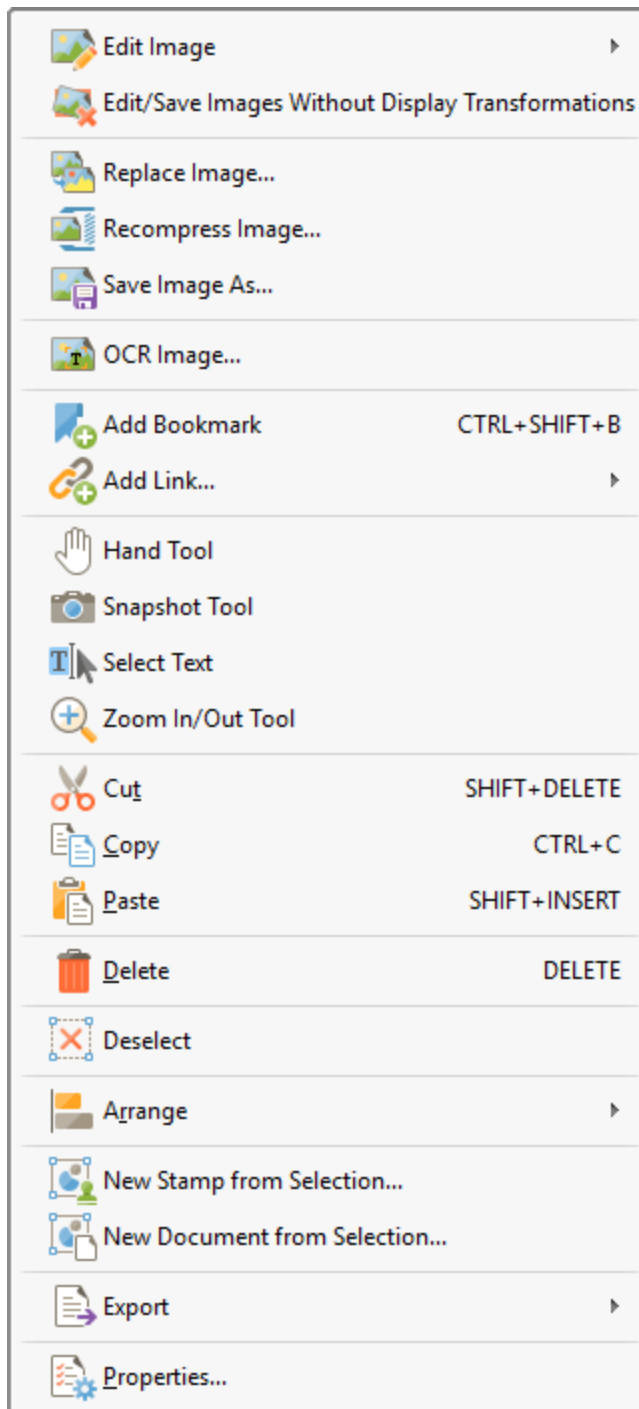 Edit Image
Edit/Save Images Without Display Transformations
Replace Image...
Recompress Image...
Save Image As...
T
OCR Image...
Add Bookmark CTRL+SHIFT+B
Add Link...
Hand Tool
Snapshot Tool
T Select Text
Zoom In/Out Tool
Cut SHIFT+DELETE
Copy CTRL+C
Paste SHIFT+INSERT
Delete DELETE
Deselect
Arrange
New Stamp from Selection...
New Document from Selection...
Export
Properties...